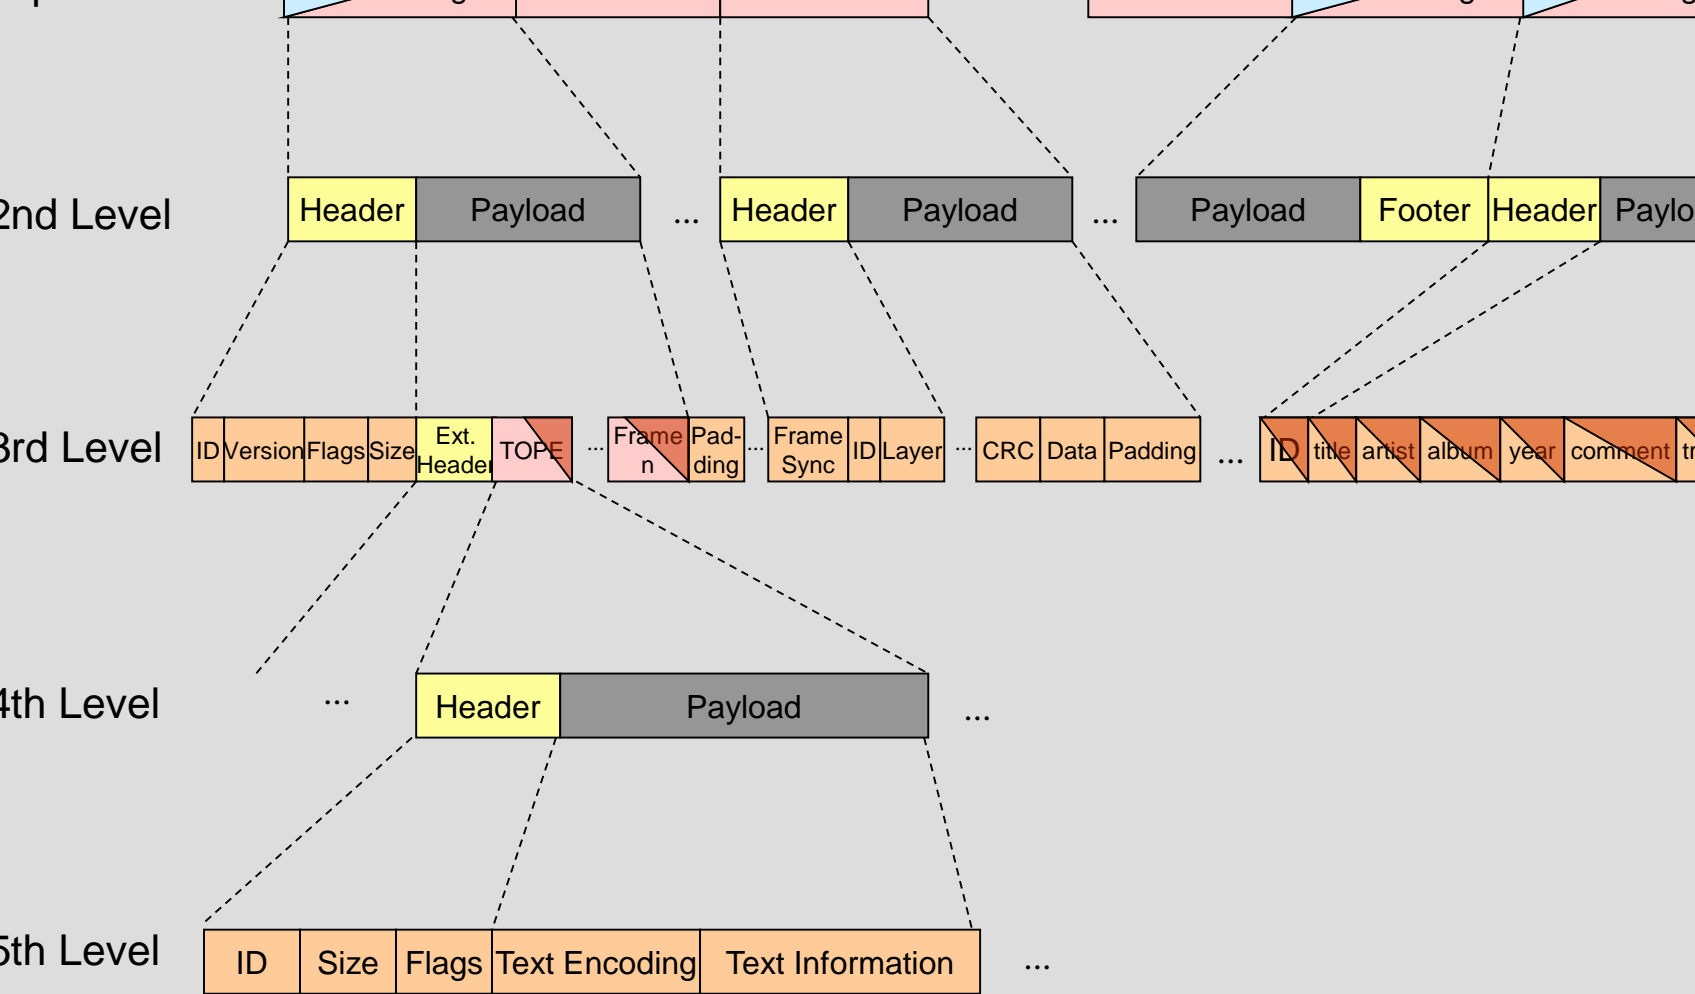 2nd Level
Header Payload ... Header Payload ... Payload Footer Header
3rd Level
ID Version Flags Size Ext. Header TOPE ... Frame n Pad- ding ... Frame Sync ID Layer ... CRC Data Padding ... ID title artist album year comment
4th Level
... Header Payload ...
5th Level
ID Size Flags Text Encoding Text Information ...